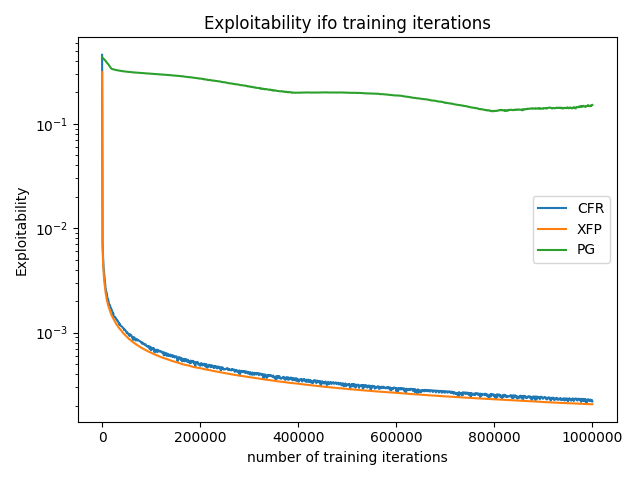 Exploitability ifo training iterations
Exploitability
10⁻¹
10⁻²
10⁻³
CFR
XFP
PG
0 200000 400000 600000 800000 1000000
number of training iterations